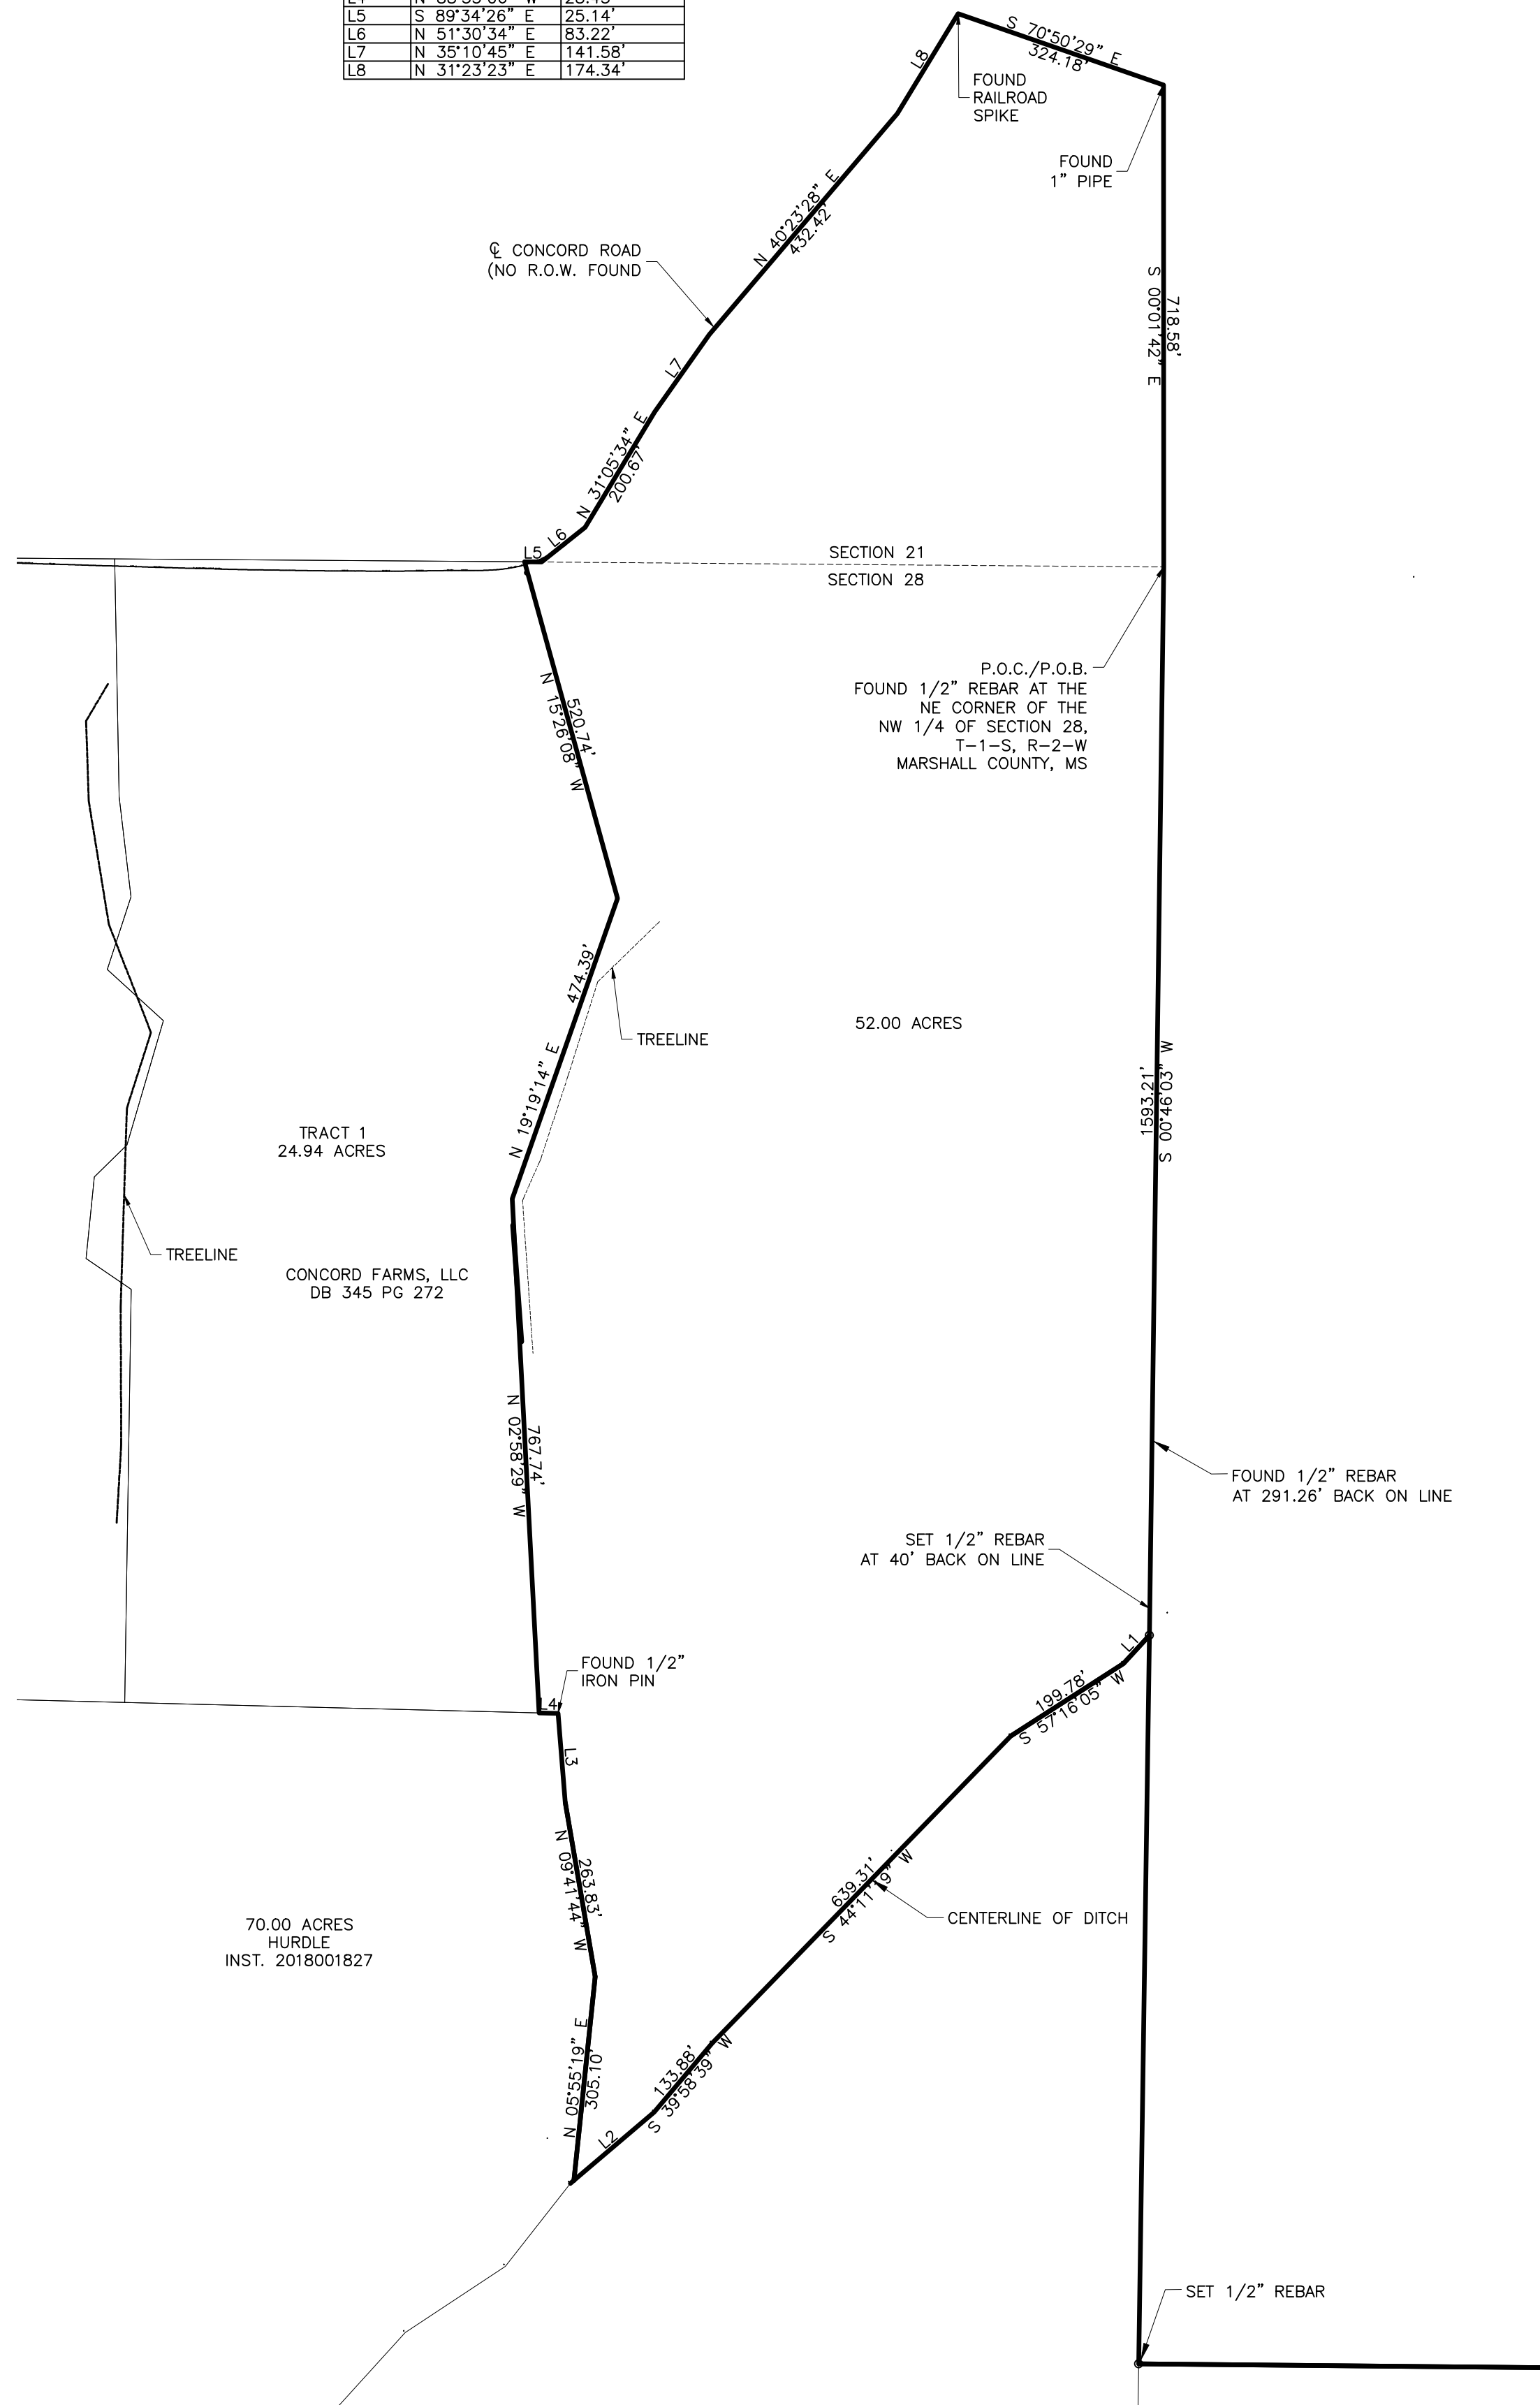 L5 S 89°34'26" E 25.14'
L6 N 51°30'34" E 83.22'
L7 N 35°10'45" E 141.58'
L8 N 31°23'23" E 174.34'
S 70°50'29" E
324.18'
L8
FOUND
RAILROAD
SPIKE
FOUND
1" PIPE
N 40°23'28" E
432.42'
℄ CONCORD ROAD
(NO R.O.W. FOUND
718.58'
S 00°01'42" E
L7
N 31°05'34" E
200.67'
L6
L5
SECTION 21
SECTION 28
P.O.C./P.O.B.
FOUND 1/2" REBAR AT THE
NE CORNER OF THE
NW 1/4 OF SECTION 28,
T-1-S, R-2-W
MARSHALL COUNTY, MS
520.74'
N 15°26'08" W
474.39'
N 19°19'14" E
TREELINE
52.00 ACRES
1593.21'
S 00°46'03" W
TRACT 1
24.94 ACRES
TREELINE
CONCORD FARMS, LLC
DB 345 PG 272
767.74'
N 02°58'29" W
FOUND 1/2" REBAR
AT 291.26' BACK ON LINE
SET 1/2" REBAR
AT 40' BACK ON LINE
L1
FOUND 1/2"
IRON PIN
L4
199.78'
S 57°16'05" W
L3
263.83'
N 09°41'44" W
639.31'
S 44°11'19" W
CENTERLINE OF DITCH
70.00 ACRES
HURDLE
INST. 2018001827
N 05°55'19" E
305.10'
133.88'
S 39°58'39" W
L2
SET 1/2" REBAR